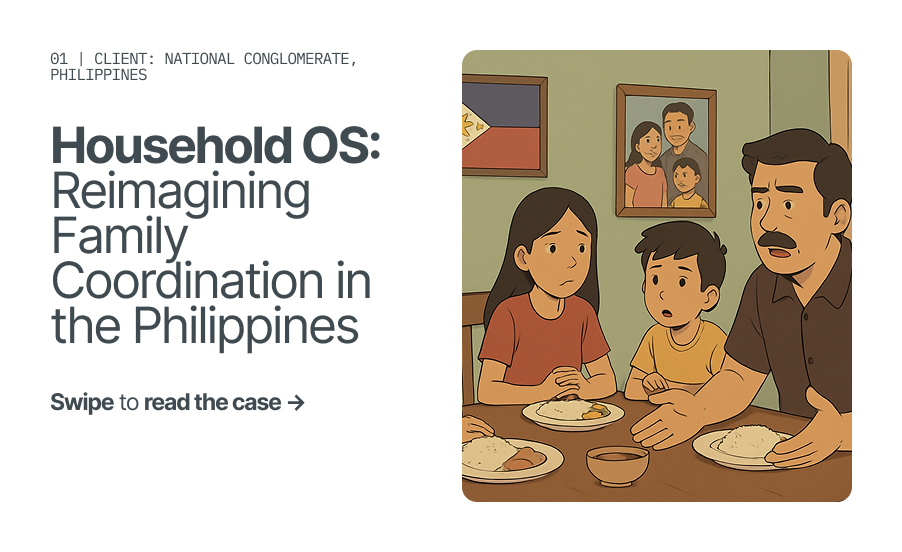 01 | CLIENT: NATIONAL CONGLOMERATE,
PHILIPPINES
Household OS:
Reimagining
Family
Coordination in
the Philippines
Swipe to read the case →